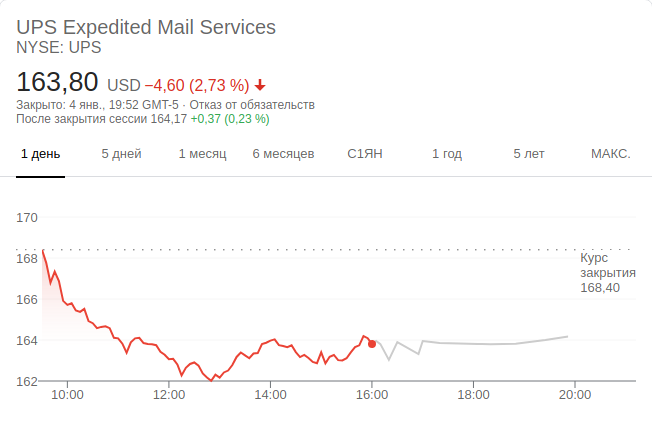 UPS Expedited Mail Services
NYSE: UPS
163,80 USD −4,60 (2,73 %)
Закрыто: 4 янв., 19:52 GMT-5 · Отказ от обязательств
После закрытия сессии 164,17 +0,37 (0,23 %)
1 день 5 дней 1 месяц 6 месяцев С1ЯН 1 год 5 лет МАКС.
170
168
166
164
162
Курс
закрытия
168,40
10:00 12:00 14:00 16:00 18:00 20:00